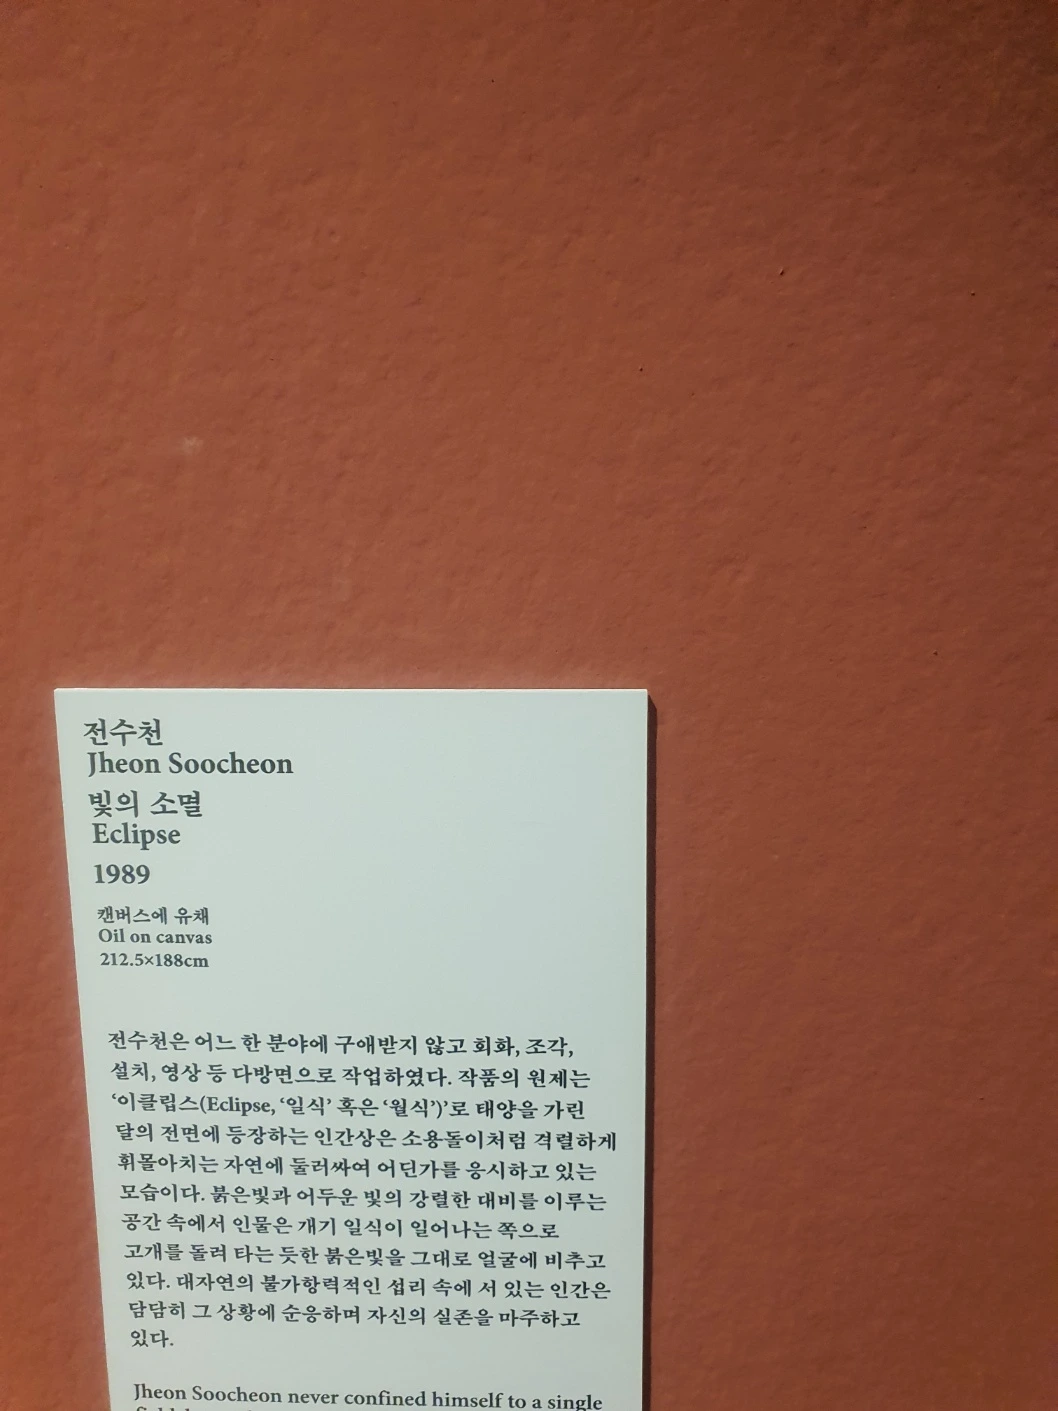 전수천
Jheon Soocheon
빛의 소멸
Eclipse
1989
캔버스에 유채
Oil on canvas
212.5×188cm
전수천은 어느 한 분야에 구애받지 않고 회화, 조각,
설치, 영상 등 다방면으로 작업하였다. 작품의 원제는
‘이클립스(Eclipse, ‘일식’ 혹은 ‘월식’)’로 태양을 가린
달의 전면에 등장하는 인간상은 소용돌이처럼 격렬하게
휘몰아치는 자연에 둘러싸여 어딘가를 응시하고 있는
모습이다. 붉은빛과 어두운 빛의 강렬한 대비를 이루는
공간 속에서 인물은 개기 일식이 일어나는 쪽으로
고개를 돌려 타는 듯한 붉은빛을 그대로 얼굴에 비추고
있다. 대자연의 불가항력적인 섭리 속에 서 있는 인간은
담담히 그 상황에 순응하며 자신의 실존을 마주하고
있다.
Jheon Soocheon never confined himself to a single